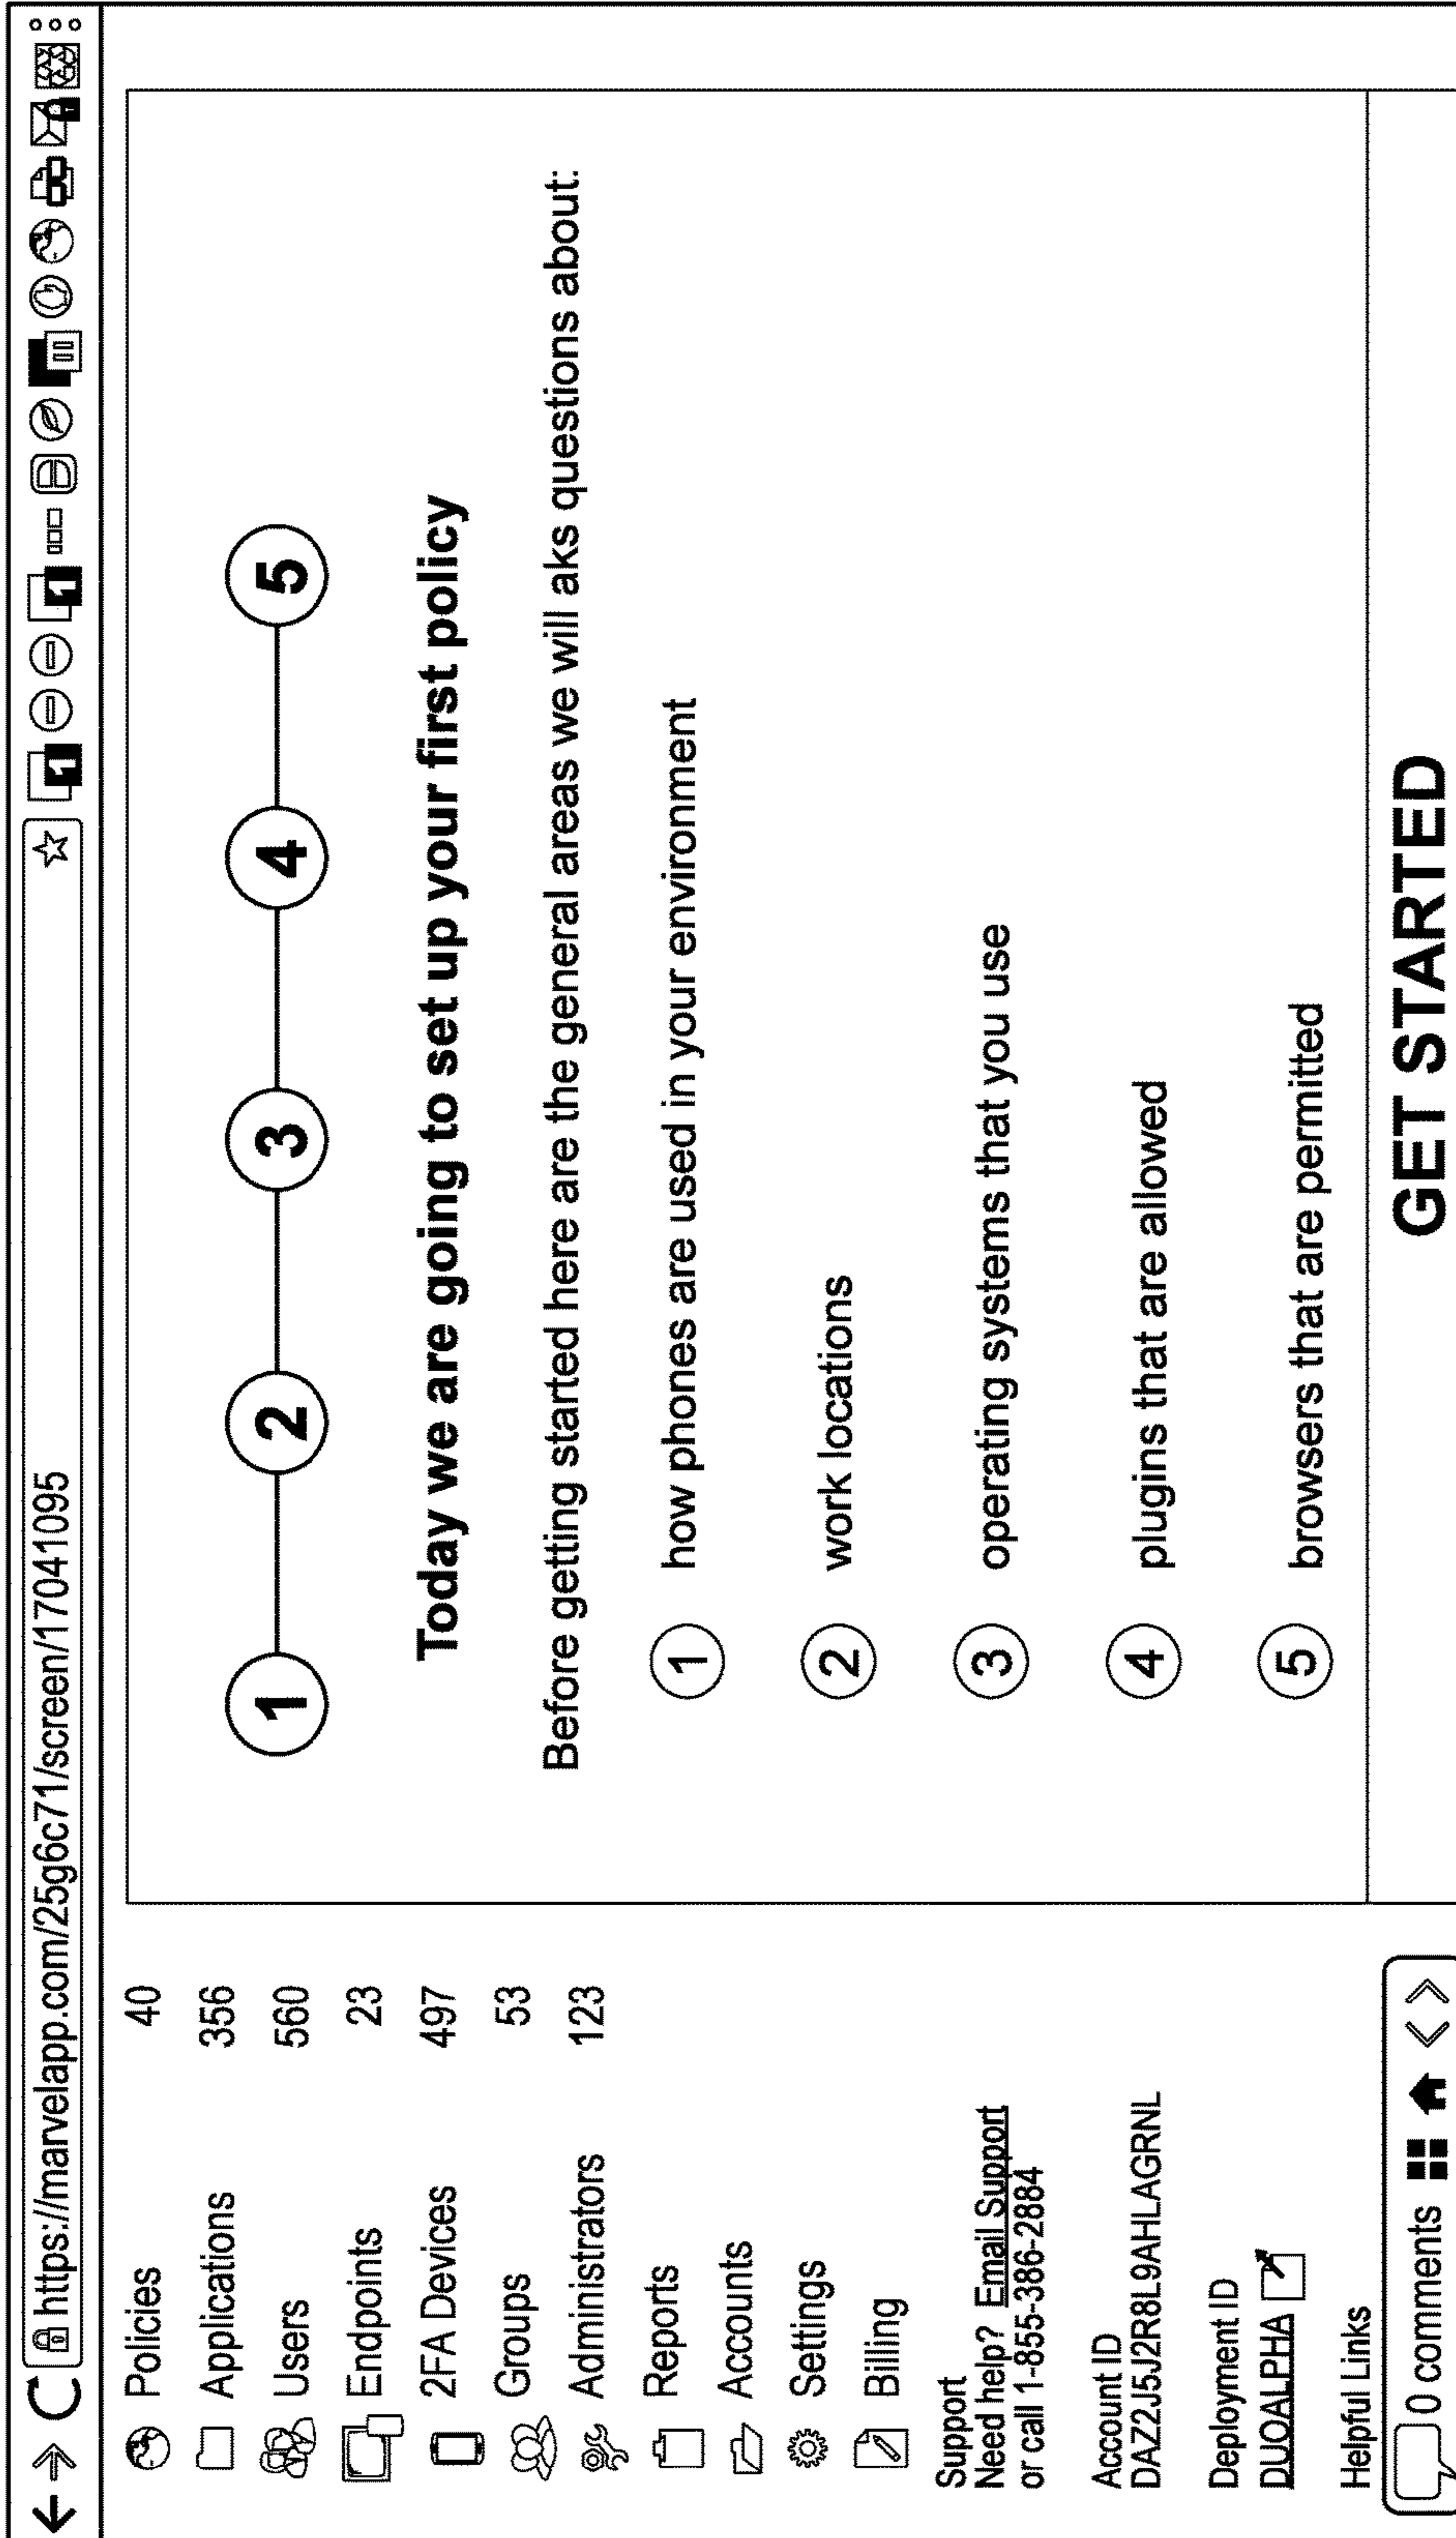 https://marvelapp.com/25g6c71/screen/17041095
1
1
Policies 40
Applications 356
Users 560
Endpoints 23
2FA Devices 497
Groups 53
Administrators 123
Reports
Accounts
Settings
Billing
Support
Need help? Email Support
or call 1-855-386-2884
Account ID
DAZ2J5J2R8L9AHLAGRNL
Deployment ID
DUOALPHA
Helpful Links
0 comments
1 2 3 4 5
Today we are going to set up your first policy
Before getting started here are the general areas we will aks questions about:
1 how phones are used in your environment
2 work locations
3 operating systems that you use
4 plugins that are allowed
5 browsers that are permitted
GET STARTED